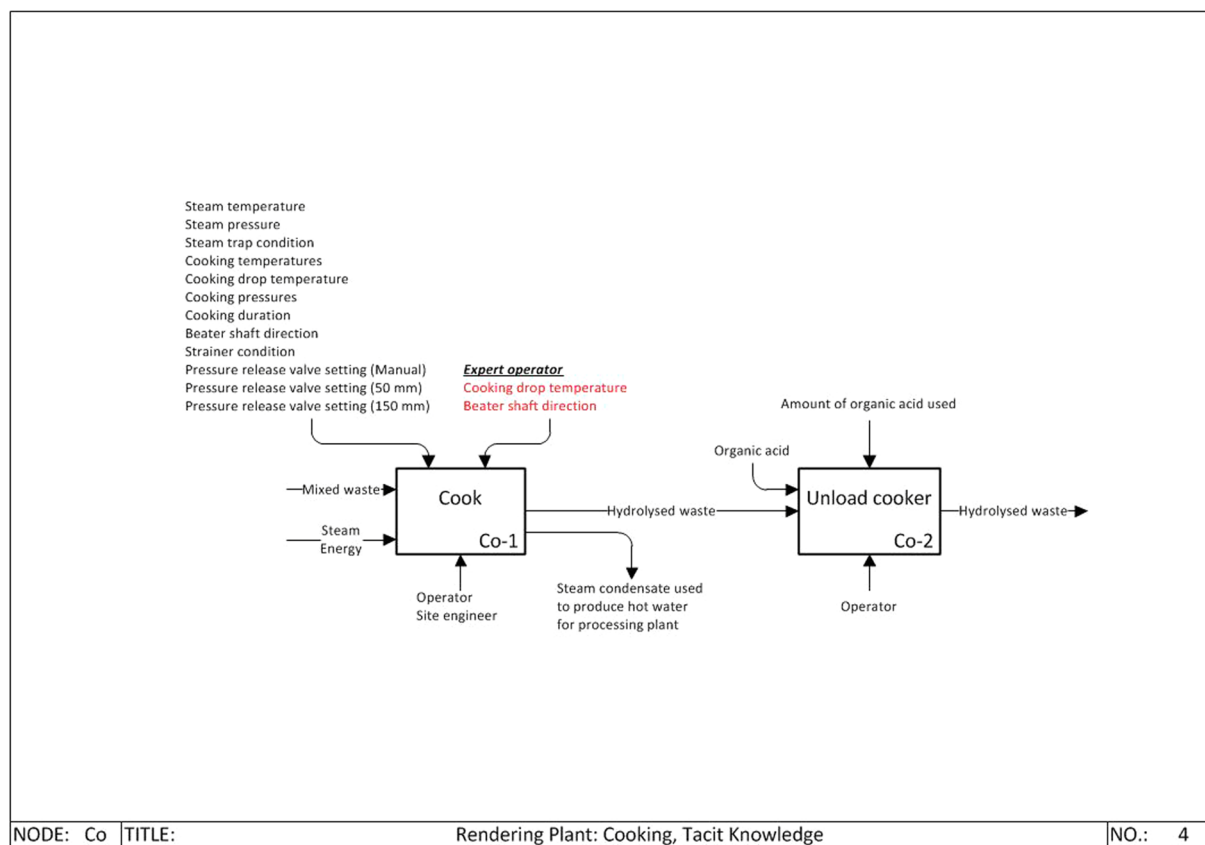 Steam temperature
Steam pressure
Steam trap condition
Cooking temperatures
Cooking drop temperature
Cooking pressures
Cooking duration
Beater shaft direction
Strainer condition
Pressure release valve setting (Manual)
Pressure release valve setting (50 mm)
Pressure release valve setting (150 mm)
Expert operator
Cooking drop temperature
Beater shaft direction
Amount of organic acid used
Organic acid
Mixed waste
Steam
Energy
Cook
Co-1
Hydrolysed waste
Unload cooker
Co-2
Hydrolysed waste
Operator
Site engineer
Steam condensate used
to produce hot water
for processing plant
Operator
NODE: Co TITLE: Rendering Plant: Cooking, Tacit Knowledge NO.: 4